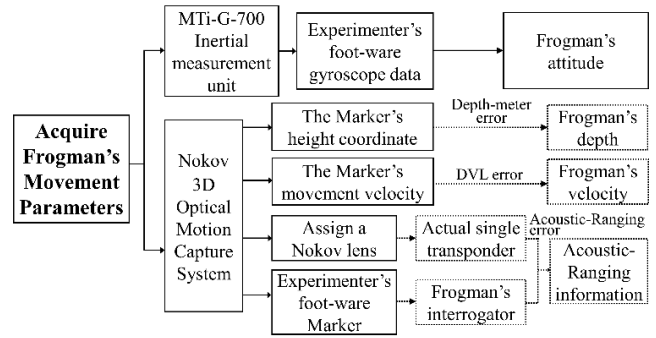 Acquire
Frogman's
Movement
Parameters
MTi-G-700
Inertial
measurement
unit
Experimenter's
foot-ware
gyroscope data
Frogman's
attitude
Nokov
3D
Optical
Motion
Capture
System
The Marker's
height coordinate
Depth-meter
error
Frogman's
depth
The Marker's
movement velocity
DVL error
Frogman's
velocity
Assign a
Nokov lens
Actual single
transponder
Acoustic-Ranging
error
Experimenter's
foot-ware
Marker
Frogman's
interrogator
Acoustic-
Ranging
information